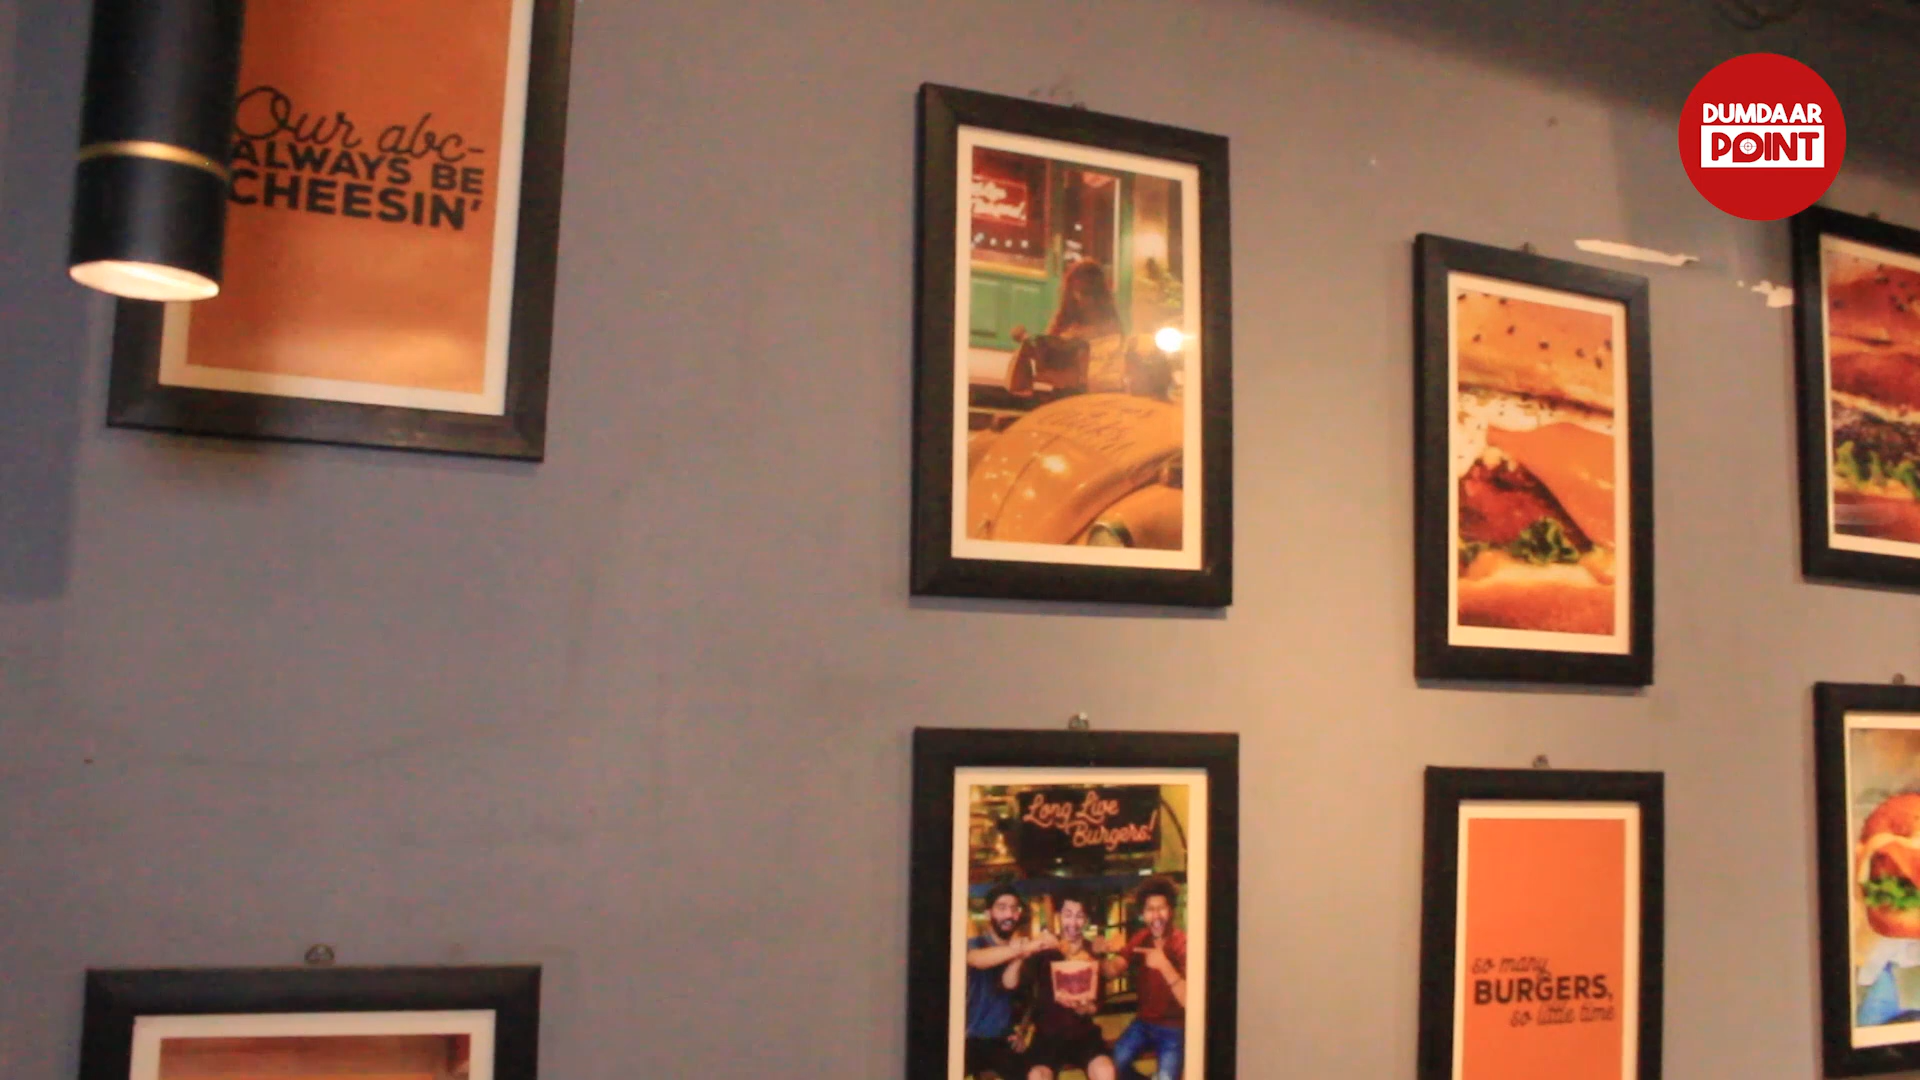 Our abc-
ALWAYS BE
CHEESIN'
DUMDAAR
POINT
Long Live
Burgers!
so many
BURGERS,
so little time